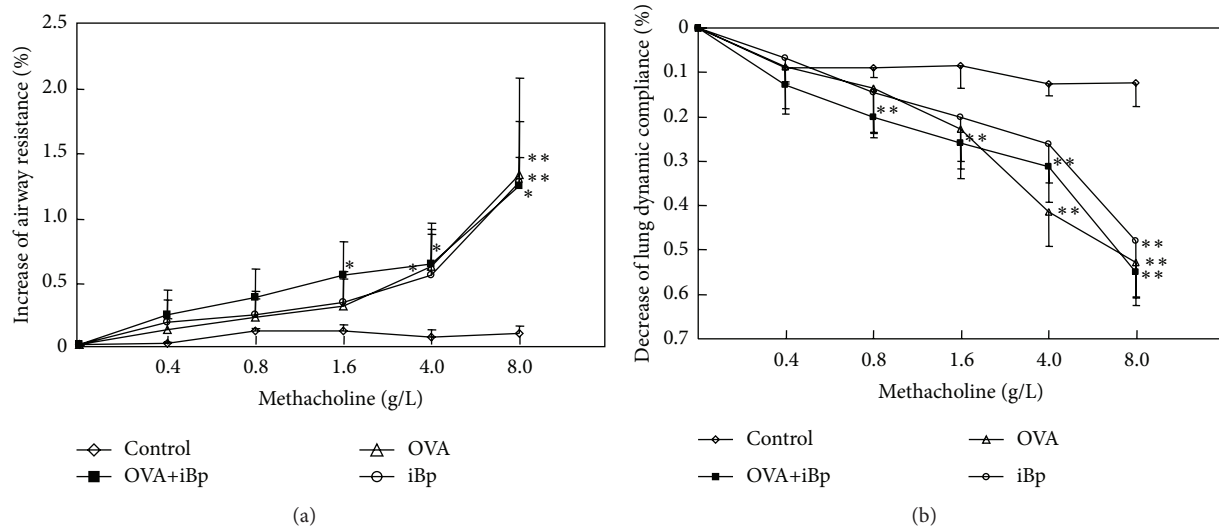 Increase of airway resistance (%)
2.5
2.0
1.5
1.0
0.5
0
**
**
*
*
*
*
0.4 0.8 1.6 4.0 8.0
Methacholine (g/L)
Control OVA
OVA+iBp iBp
(a)
Decrease of lung dynamic compliance (%)
0
0.1
0.2
0.3
0.4
0.5
0.6
0.7
**
**
**
**
**
**
**
0.4 0.8 1.6 4.0 8.0
Methacholine (g/L)
Control OVA
OVA+iBp iBp
(b)